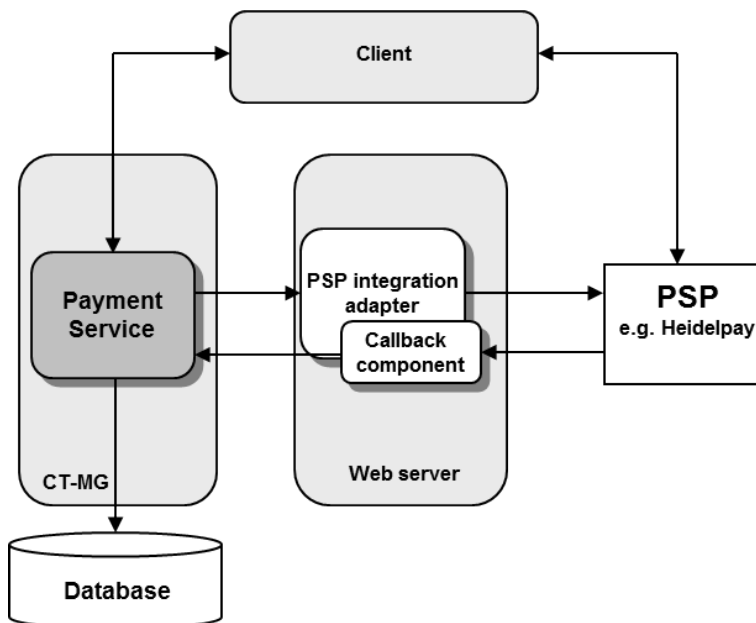 Client
Payment
Service
PSP integration
adapter
Callback
component
PSP
e.g. Heidelpay
CT-MG
Web server
Database